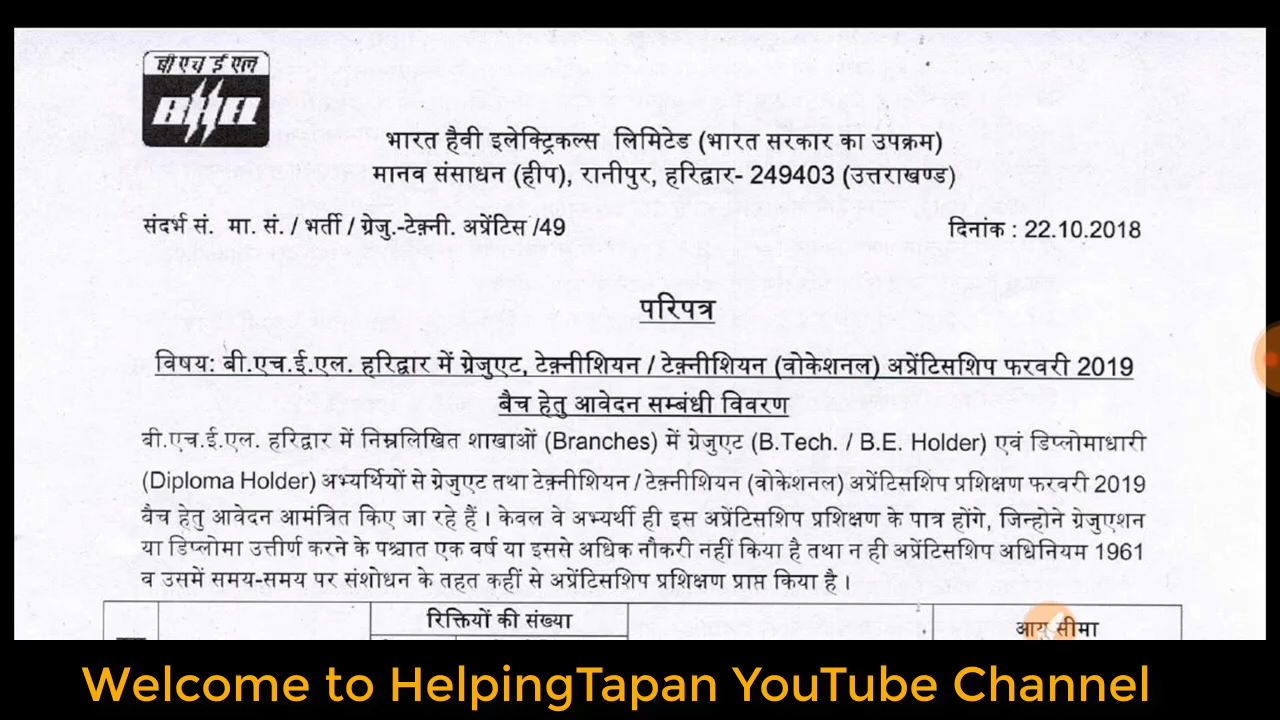 बी एच ई एल
BHEL
भारत हैवी इलेक्ट्रिकल्स लिमिटेड (भारत सरकार का उपक्रम)
मानव संसाधन (हीप), रानीपुर, हरिद्वार- 249403 (उत्तराखण्ड)
संदर्भ सं. मा. सं. / भर्ती / ग्रेजु.-टेक्नी. अप्रेंटिस /49 दिनांक : 22.10.2018
परिपत्र
विषय: बी.एच.ई.एल. हरिद्वार में ग्रेजुएट, टेक्नीशियन / टेक्नीशियन (वोकेशनल) अप्रेंटिसशिप फरवरी 2019
बैच हेतु आवेदन सम्बंधी विवरण
बी.एच.ई.एल. हरिद्वार में निम्नलिखित शाखाओं (Branches) में ग्रेजुएट (B.Tech. / B.E. Holder) एवं डिप्लोमाधारी
(Diploma Holder) अभ्यर्थियों से ग्रेजुएट तथा टेक्नीशियन / टेक्नीशियन (वोकेशनल) अप्रेंटिसशिप प्रशिक्षण फरवरी 2019
बैच हेतु आवेदन आमंत्रित किए जा रहे हैं । केवल वे अभ्यर्थी ही इस अप्रेंटिसशिप प्रशिक्षण के पात्र होंगे, जिन्होने ग्रेजुएशन
या डिप्लोमा उत्तीर्ण करने के पश्चात एक वर्ष या इससे अधिक नौकरी नहीं किया है तथा न ही अप्रेंटिसशिप अधिनियम 1961
व उसमें समय-समय पर संशोधन के तहत कहीं से अप्रेंटिसशिप प्रशिक्षण प्राप्त किया है ।
रिक्तियों की संख्या
आयु सीमा
Welcome to HelpingTapan YouTube Channel